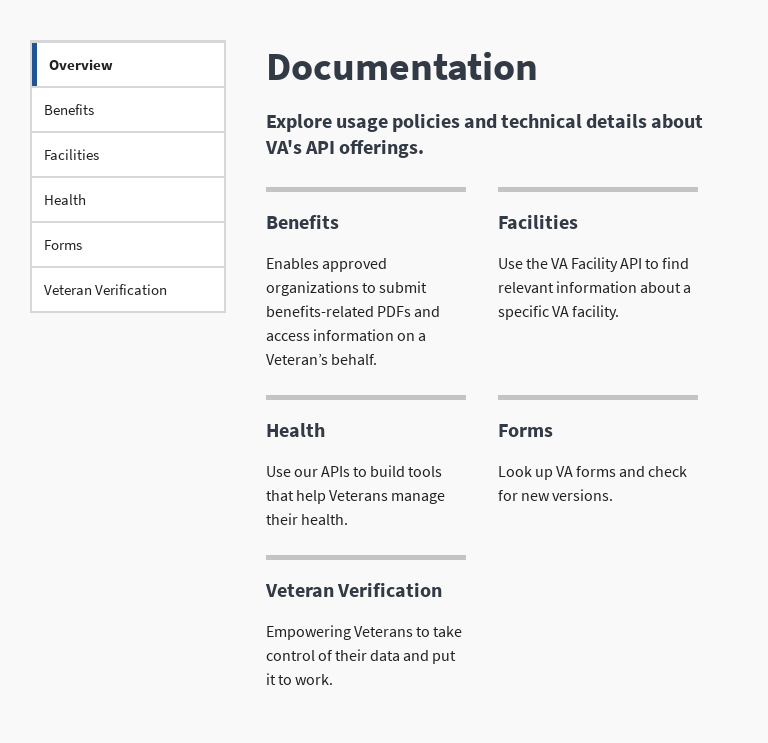 Overview
Benefits
Facilities
Health
Forms
Veteran Verification
Documentation
Explore usage policies and technical details about
VA's API offerings.
Benefits
Enables approved
organizations to submit
benefits-related PDFs and
access information on a
Veteran’s behalf.
Facilities
Use the VA Facility API to find
relevant information about a
specific VA facility.
Health
Use our APIs to build tools
that help Veterans manage
their health.
Forms
Look up VA forms and check
for new versions.
Veteran Verification
Empowering Veterans to take
control of their data and put
it to work.